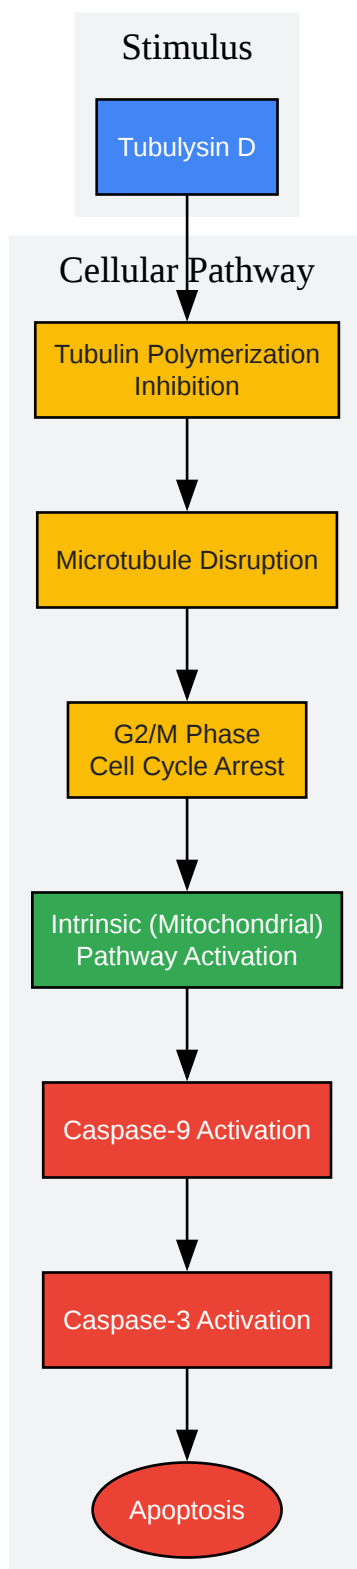 Stimulus
Tubulysin D
Cellular Pathway
Tubulin Polymerization
Inhibition
Microtubule Disruption
G2/M Phase
Cell Cycle Arrest
Intrinsic (Mitochondrial)
Pathway Activation
Caspase-9 Activation
Caspase-3 Activation
Apoptosis